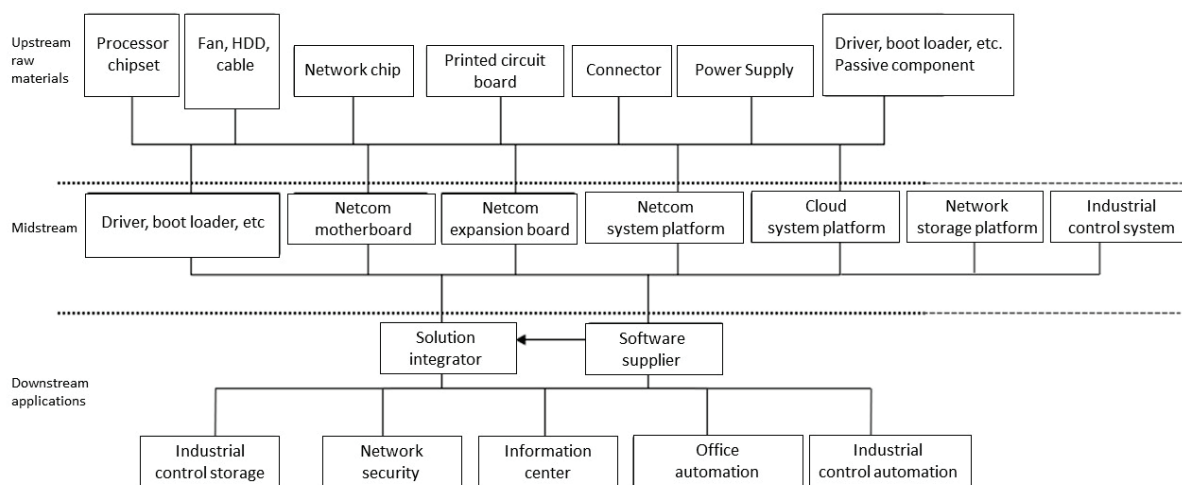 Upstream
raw
materials
Processor
chipset
Fan, HDD,
cable
Network chip
Printed circuit
board
Connector
Power Supply
Driver, boot loader, etc.
Passive component
Midstream
Driver, boot loader, etc
Netcom
motherboard
Netcom
expansion board
Netcom
system platform
Cloud
system platform
Network
storage platform
Industrial
control system
Solution
integrator
Software
supplier
Downstream
applications
Industrial
control storage
Network
security
Information
center
Office
automation
Industrial
control automation